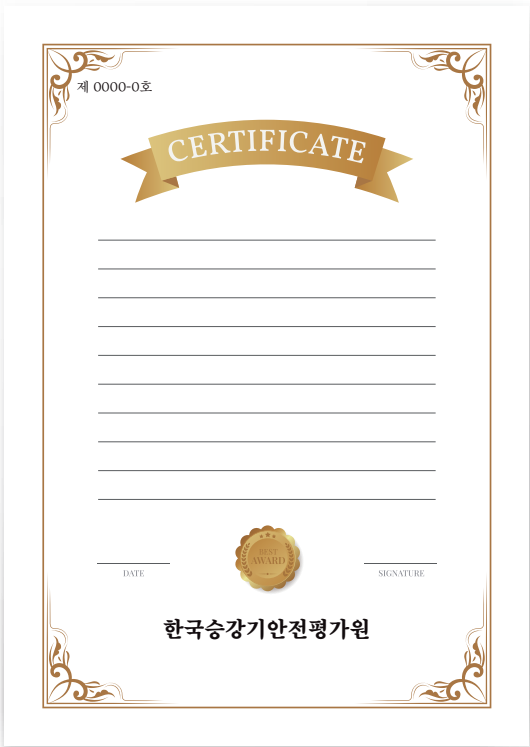 제 0000-0호
CERTIFICATE
BEST
AWARD
DATE
SIGNATURE
한국승강기안전평가원